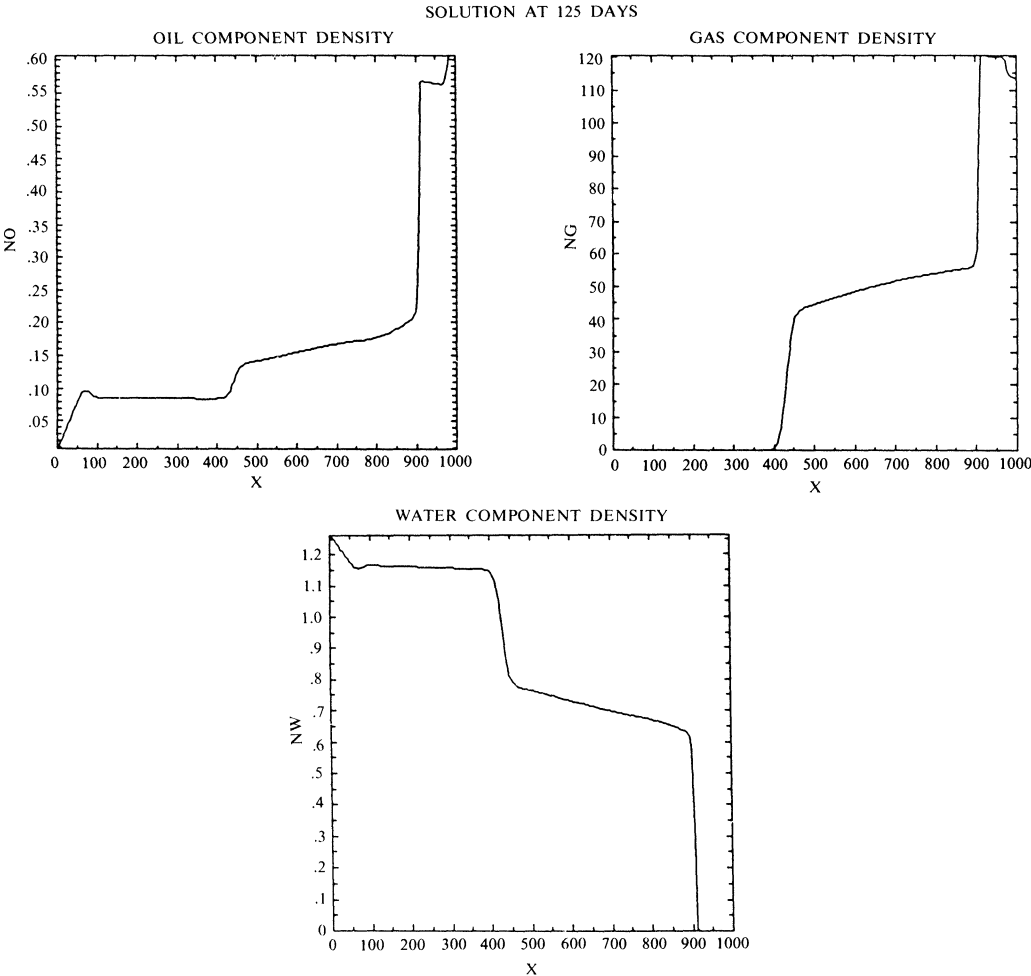 SOLUTION AT 125 DAYS
OIL COMPONENT DENSITY
.60
.55
.50
.45
.40
.35
.30
.25
.20
.15
.10
.05
NO
0 100 200 300 400 500 600 700 800 900 1000
X
GAS COMPONENT DENSITY
120
110
100
90
80
70
60
50
40
30
20
10
0
NG
0 100 200 300 400 500 600 700 800 900 1000
X
WATER COMPONENT DENSITY
1.2
1.1
1.0
.9
.8
.7
.6
.5
.4
.3
.2
.1
0
NW
0 100 200 300 400 500 600 700 800 900 1000
X